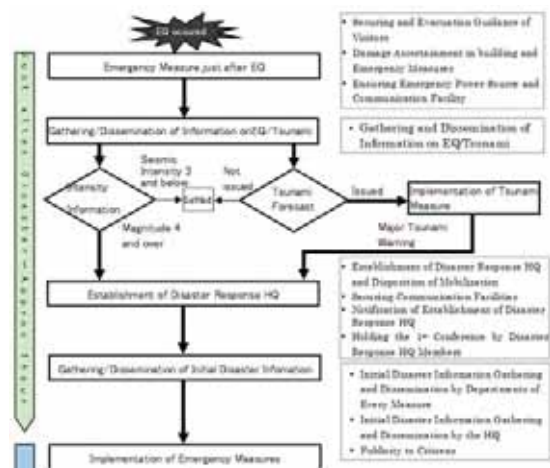 EQ occured
Emergency Measure just after EQ
Gathering/Dissemination of Information onEQ/Tsunami
Seismic
Intensity 3
and below
Not
issued
Intensity
Information
Tsunami
Forecast
Issued
Implementation of Tsunami
Measure
Magnitude 4
and over
Major Tsunami
Warning
Establishment of Disaster Response HQ
Gathering/Dissemination of Initial Disaster Infomation
Implementation of Emergency Measures
• Securing and Evacuation Guidance of
Visitors
• Damage Ascertainment in building and
Emergency Measures
• Ensuring Emergency Power Source and
Communication Facility
• Gathering and Dissemination of
Information on EQ/Tsunami
• Establishment of Disaster Response HQ
and Disposition of Mobilization
• Securing Communication Facilities
• Notification of Establishment of Disaster
Response HQ
• Holding the 1st Conference by Disaster
Response HQ Members
• Initial Disaster Information Gathering
and Dissemination by Departments of
Every Measure
• Initial Disaster Information Gathering
and Dissemination by the HQ
• Publicity to Citizens